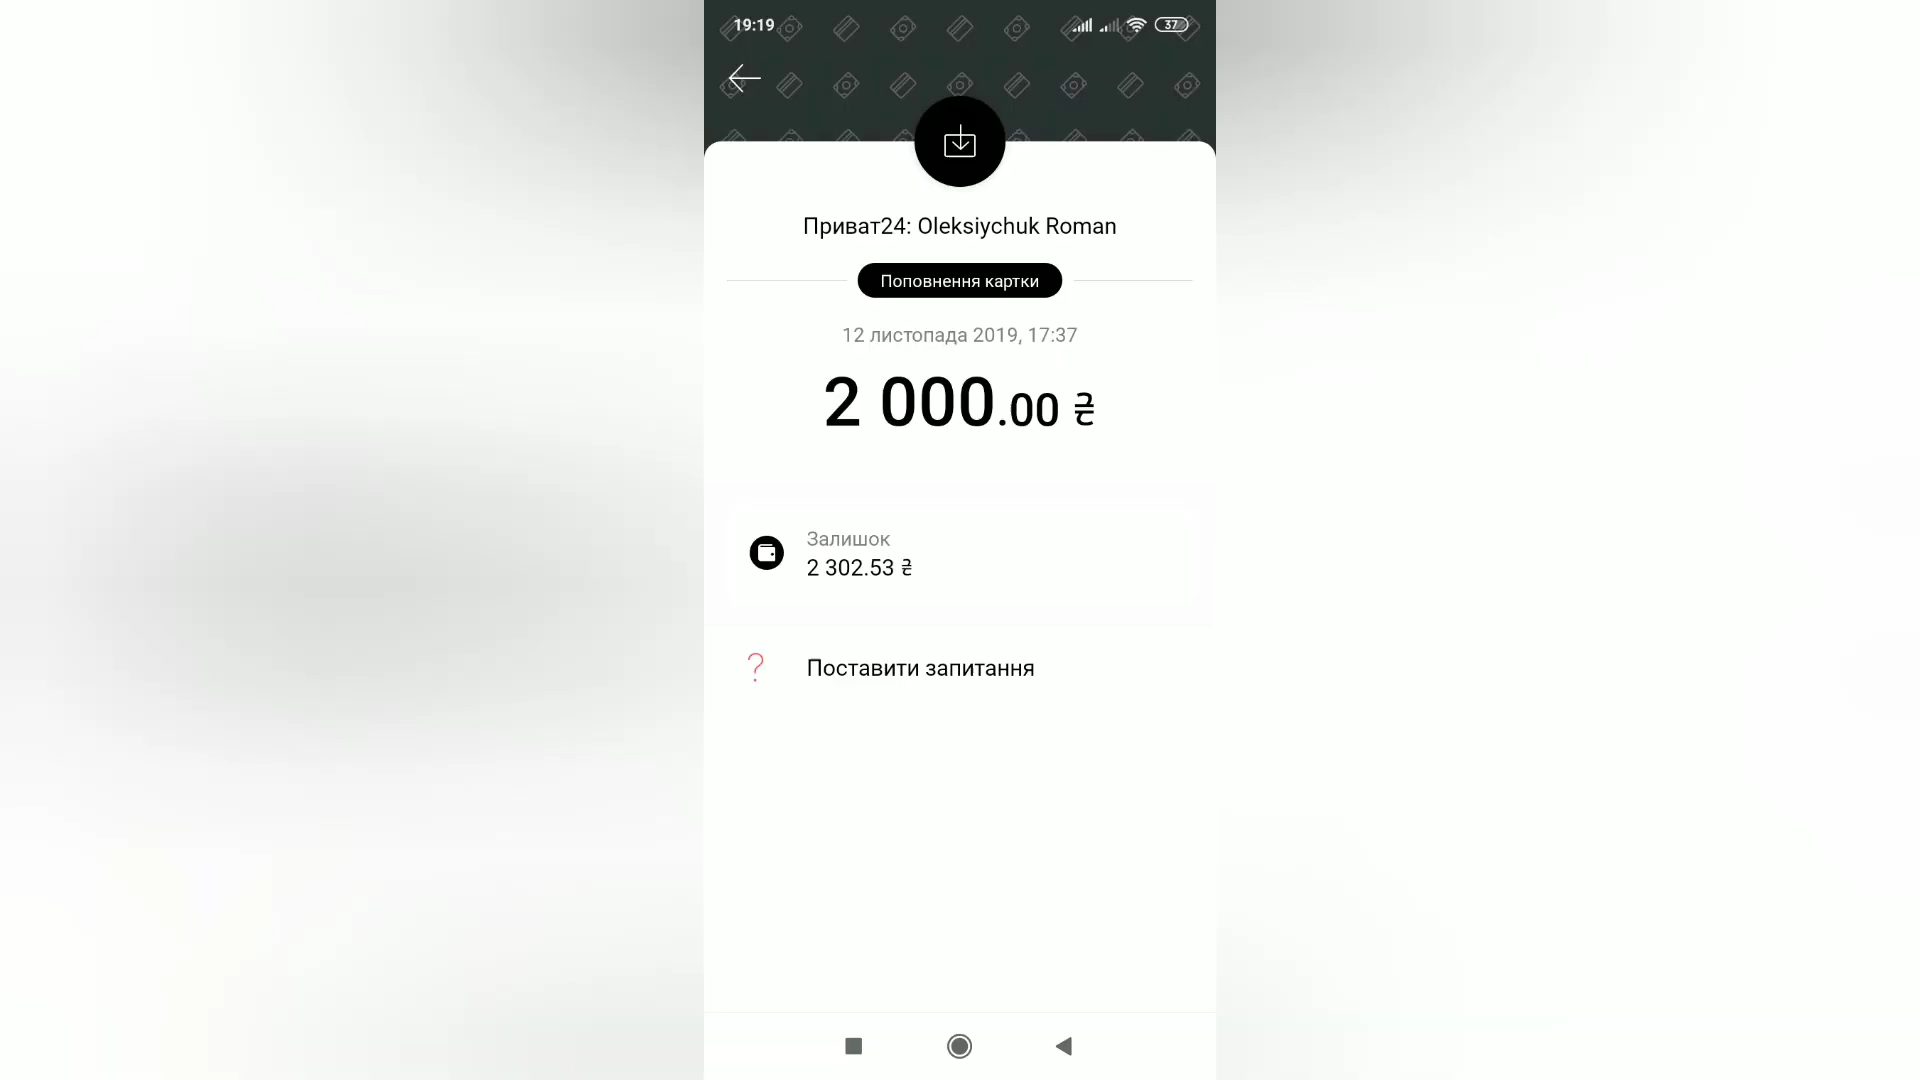 19:19
37
Приват24: Oleksiychuk Roman
Поповнення картки
12 листопада 2019, 17:37
2 000.00 ₴
Залишок
2 302.53 ₴
? Поставити запитання